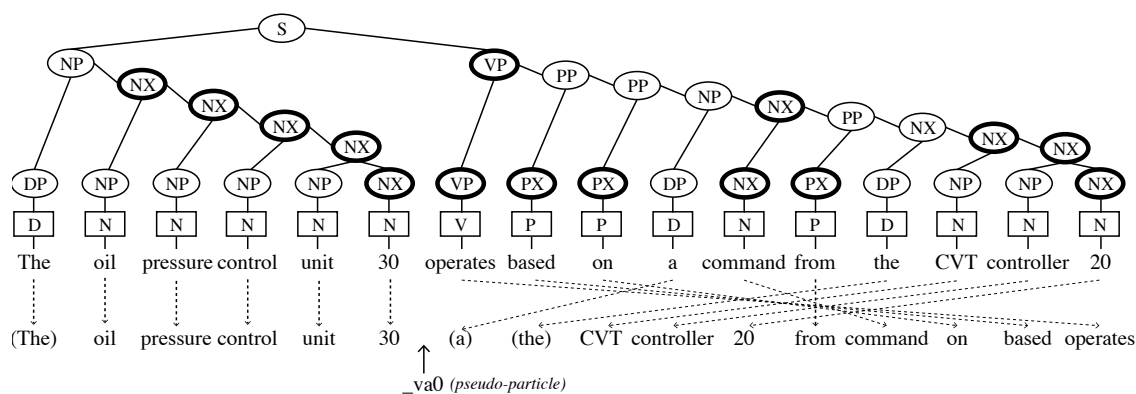 S
NP VP
NX PP PP
NX NP NX
NX PP NX
NX NX NX
DP NP NP NP NP NX VP PX PX DP NX PX DP NP NP NX
D N N N N N V P P D N P D N N N
The oil pressure control unit 30 operates based on a command from the CVT controller 20
(The) oil pressure control unit 30 (a) (the) CVT controller 20 from command on based operates
_va0 (pseudo-particle)